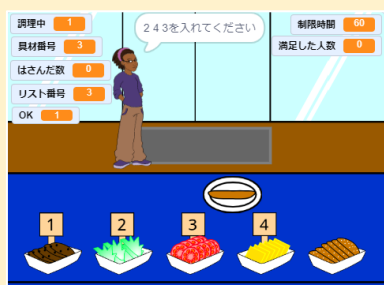 調理中 1
具材番号 3
はさんだ数 0
リスト番号 3
OK 1
2 4 3を入れてください
制限時間 60
満足した人数 0
1
2
3
4